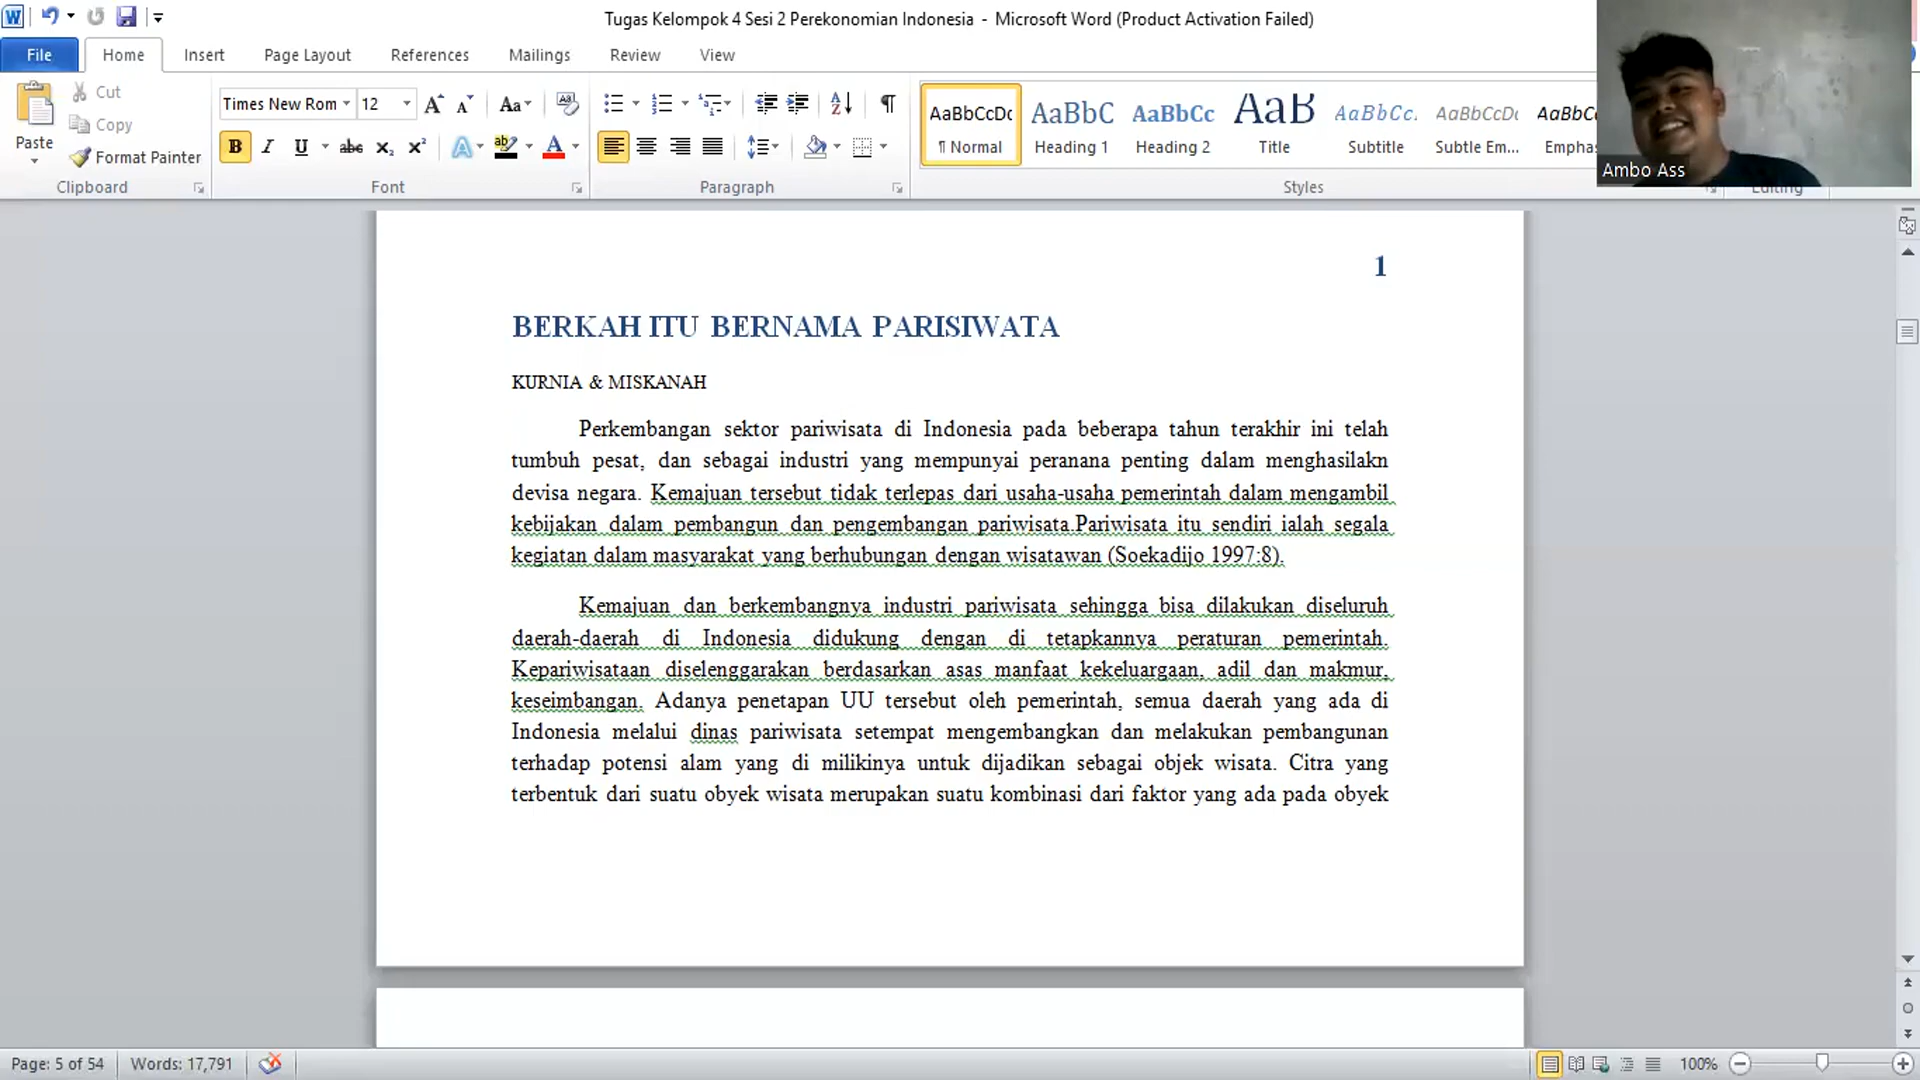 Tugas Kelompok 4 Sesi 2 Perekonomian Indonesia - Microsoft Word (Product Activation Failed)
File Home Insert Page Layout References Mailings Review View
Cut
Copy
Paste
Format Painter
Clipboard
Times New Rom 12
Font
Paragraph
AaBbCcDc AaBbC AaBbCc AaB AaBbCc. AaBbCcDc AaBbCc
¶ Normal Heading 1 Heading 2 Title Subtitle Subtle Em... Emphas
Styles
Editing
Ambo Ass
1
BERKAH ITU BERNAMA PARISIWATA
KURNIA & MISKANAH
Perkembangan sektor pariwisata di Indonesia pada beberapa tahun terakhir ini telah
tumbuh pesat, dan sebagai industri yang mempunyai peranana penting dalam menghasilakn
devisa negara. Kemajuan tersebut tidak terlepas dari usaha-usaha pemerintah dalam mengambil
kebijakan dalam pembangun dan pengembangan pariwisata.Pariwisata itu sendiri ialah segala
kegiatan dalam masyarakat yang berhubungan dengan wisatawan (Soekadijo 1997:8).
Kemajuan dan berkembangnya industri pariwisata sehingga bisa dilakukan diseluruh
daerah-daerah di Indonesia didukung dengan di tetapkannya peraturan pemerintah.
Kepariwisataan diselenggarakan berdasarkan asas manfaat kekeluargaan, adil dan makmur,
keseimbangan. Adanya penetapan UU tersebut oleh pemerintah, semua daerah yang ada di
Indonesia melalui dinas pariwisata setempat mengembangkan dan melakukan pembangunan
terhadap potensi alam yang di milikinya untuk dijadikan sebagai objek wisata. Citra yang
terbentuk dari suatu obyek wisata merupakan suatu kombinasi dari faktor yang ada pada obyek
Page: 5 of 54 Words: 17,791 100%